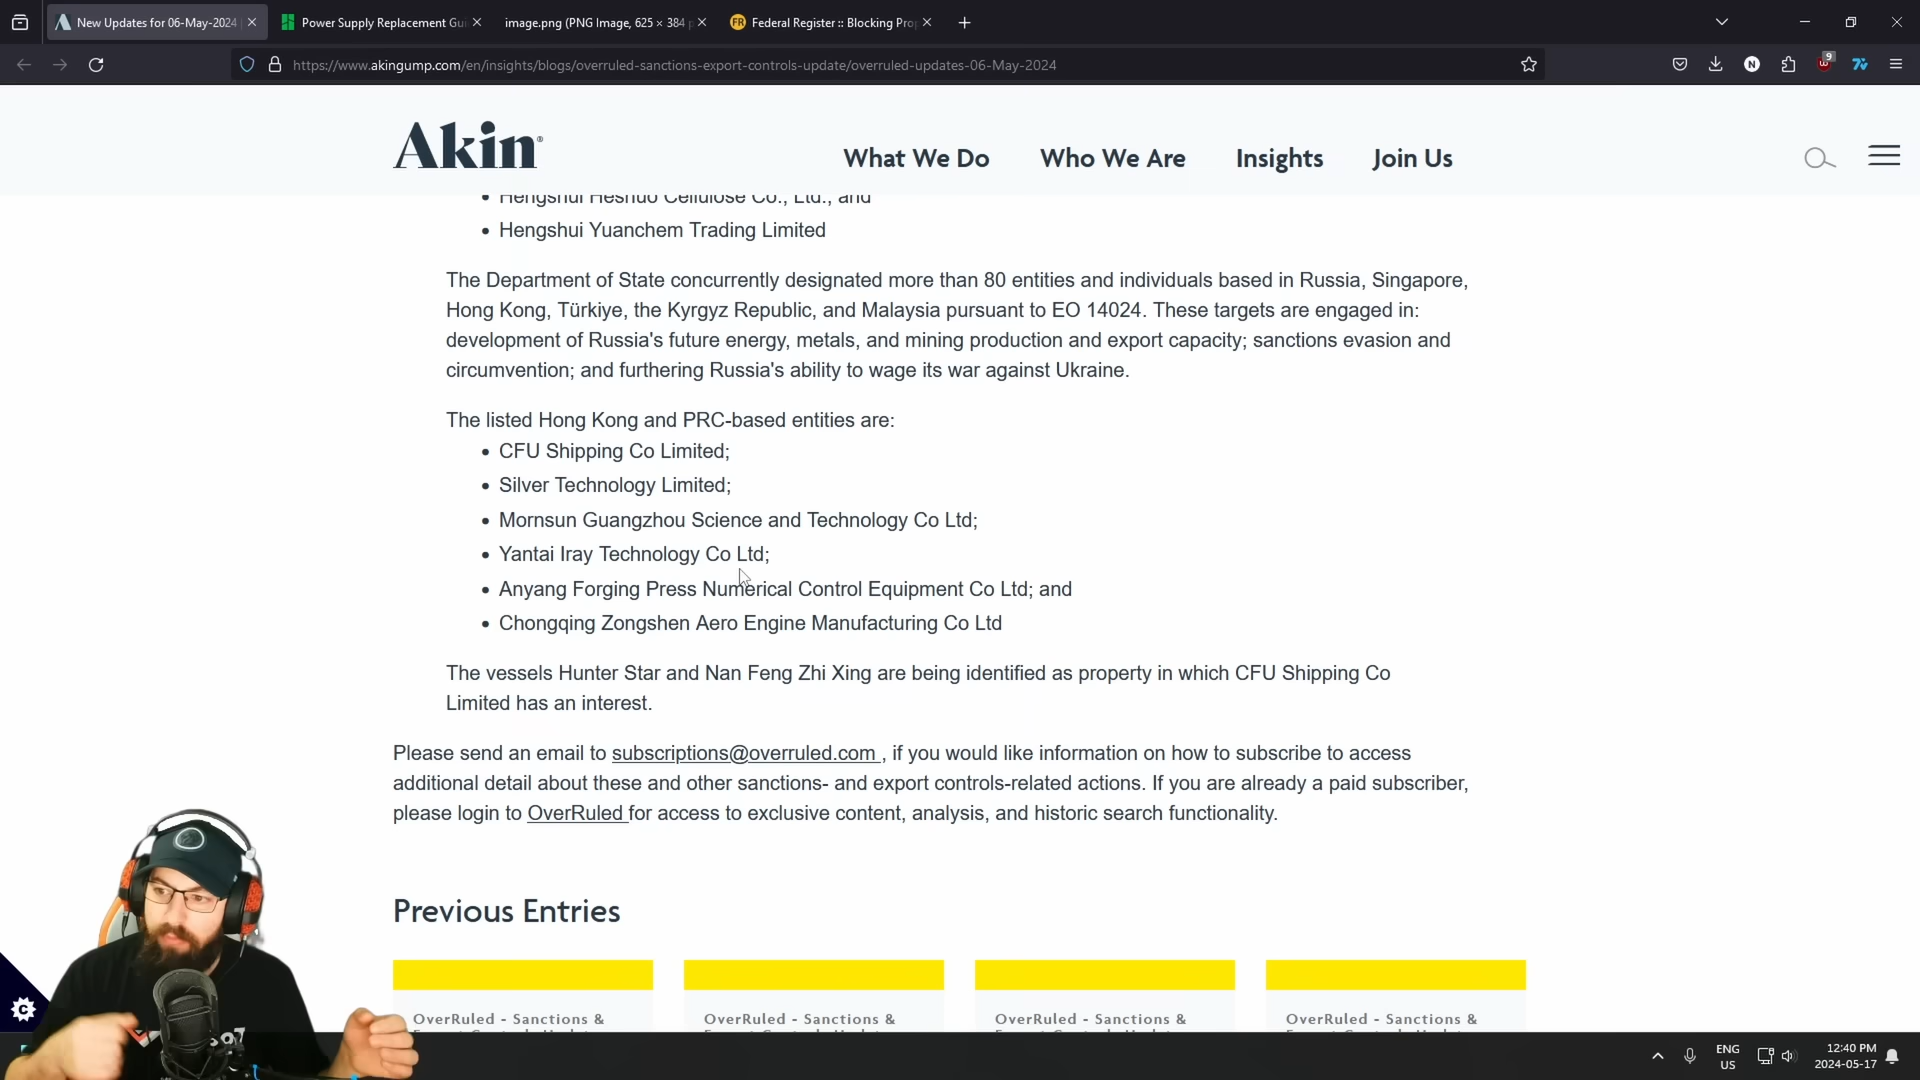 New Updates for 06-May-2024
Power Supply Replacement Gu
image.png (PNG Image, 625 × 384 p
FR
Federal Register :: Blocking Pro
https://www.akingump.com/en/insights/blogs/overruled-sanctions-export-controls-update/overruled-updates-06-May-2024
9
N
Akin
What We Do
Who We Are
Insights
Join Us
• Hengshui Heshuo Cellulose Co., Ltd., and
• Hengshui Yuanchem Trading Limited
The Department of State concurrently designated more than 80 entities and individuals based in Russia, Singapore,
Hong Kong, Türkiye, the Kyrgyz Republic, and Malaysia pursuant to EO 14024. These targets are engaged in:
development of Russia's future energy, metals, and mining production and export capacity; sanctions evasion and
circumvention; and furthering Russia's ability to wage its war against Ukraine.
The listed Hong Kong and PRC-based entities are:
• CFU Shipping Co Limited;
• Silver Technology Limited;
• Mornsun Guangzhou Science and Technology Co Ltd;
• Yantai Iray Technology Co Ltd;
• Anyang Forging Press Numerical Control Equipment Co Ltd; and
• Chongqing Zongshen Aero Engine Manufacturing Co Ltd
The vessels Hunter Star and Nan Feng Zhi Xing are being identified as property in which CFU Shipping Co
Limited has an interest.
Please send an email to subscriptions@overruled.com , if you would like information on how to subscribe to access
additional detail about these and other sanctions- and export controls-related actions. If you are already a paid subscriber,
please login to OverRuled for access to exclusive content, analysis, and historic search functionality.
Previous Entries
OverRuled - Sanctions &
OverRuled - Sanctions &
OverRuled - Sanctions &
OverRuled - Sanctions &
ENG
US
12:40 PM
2024-05-17